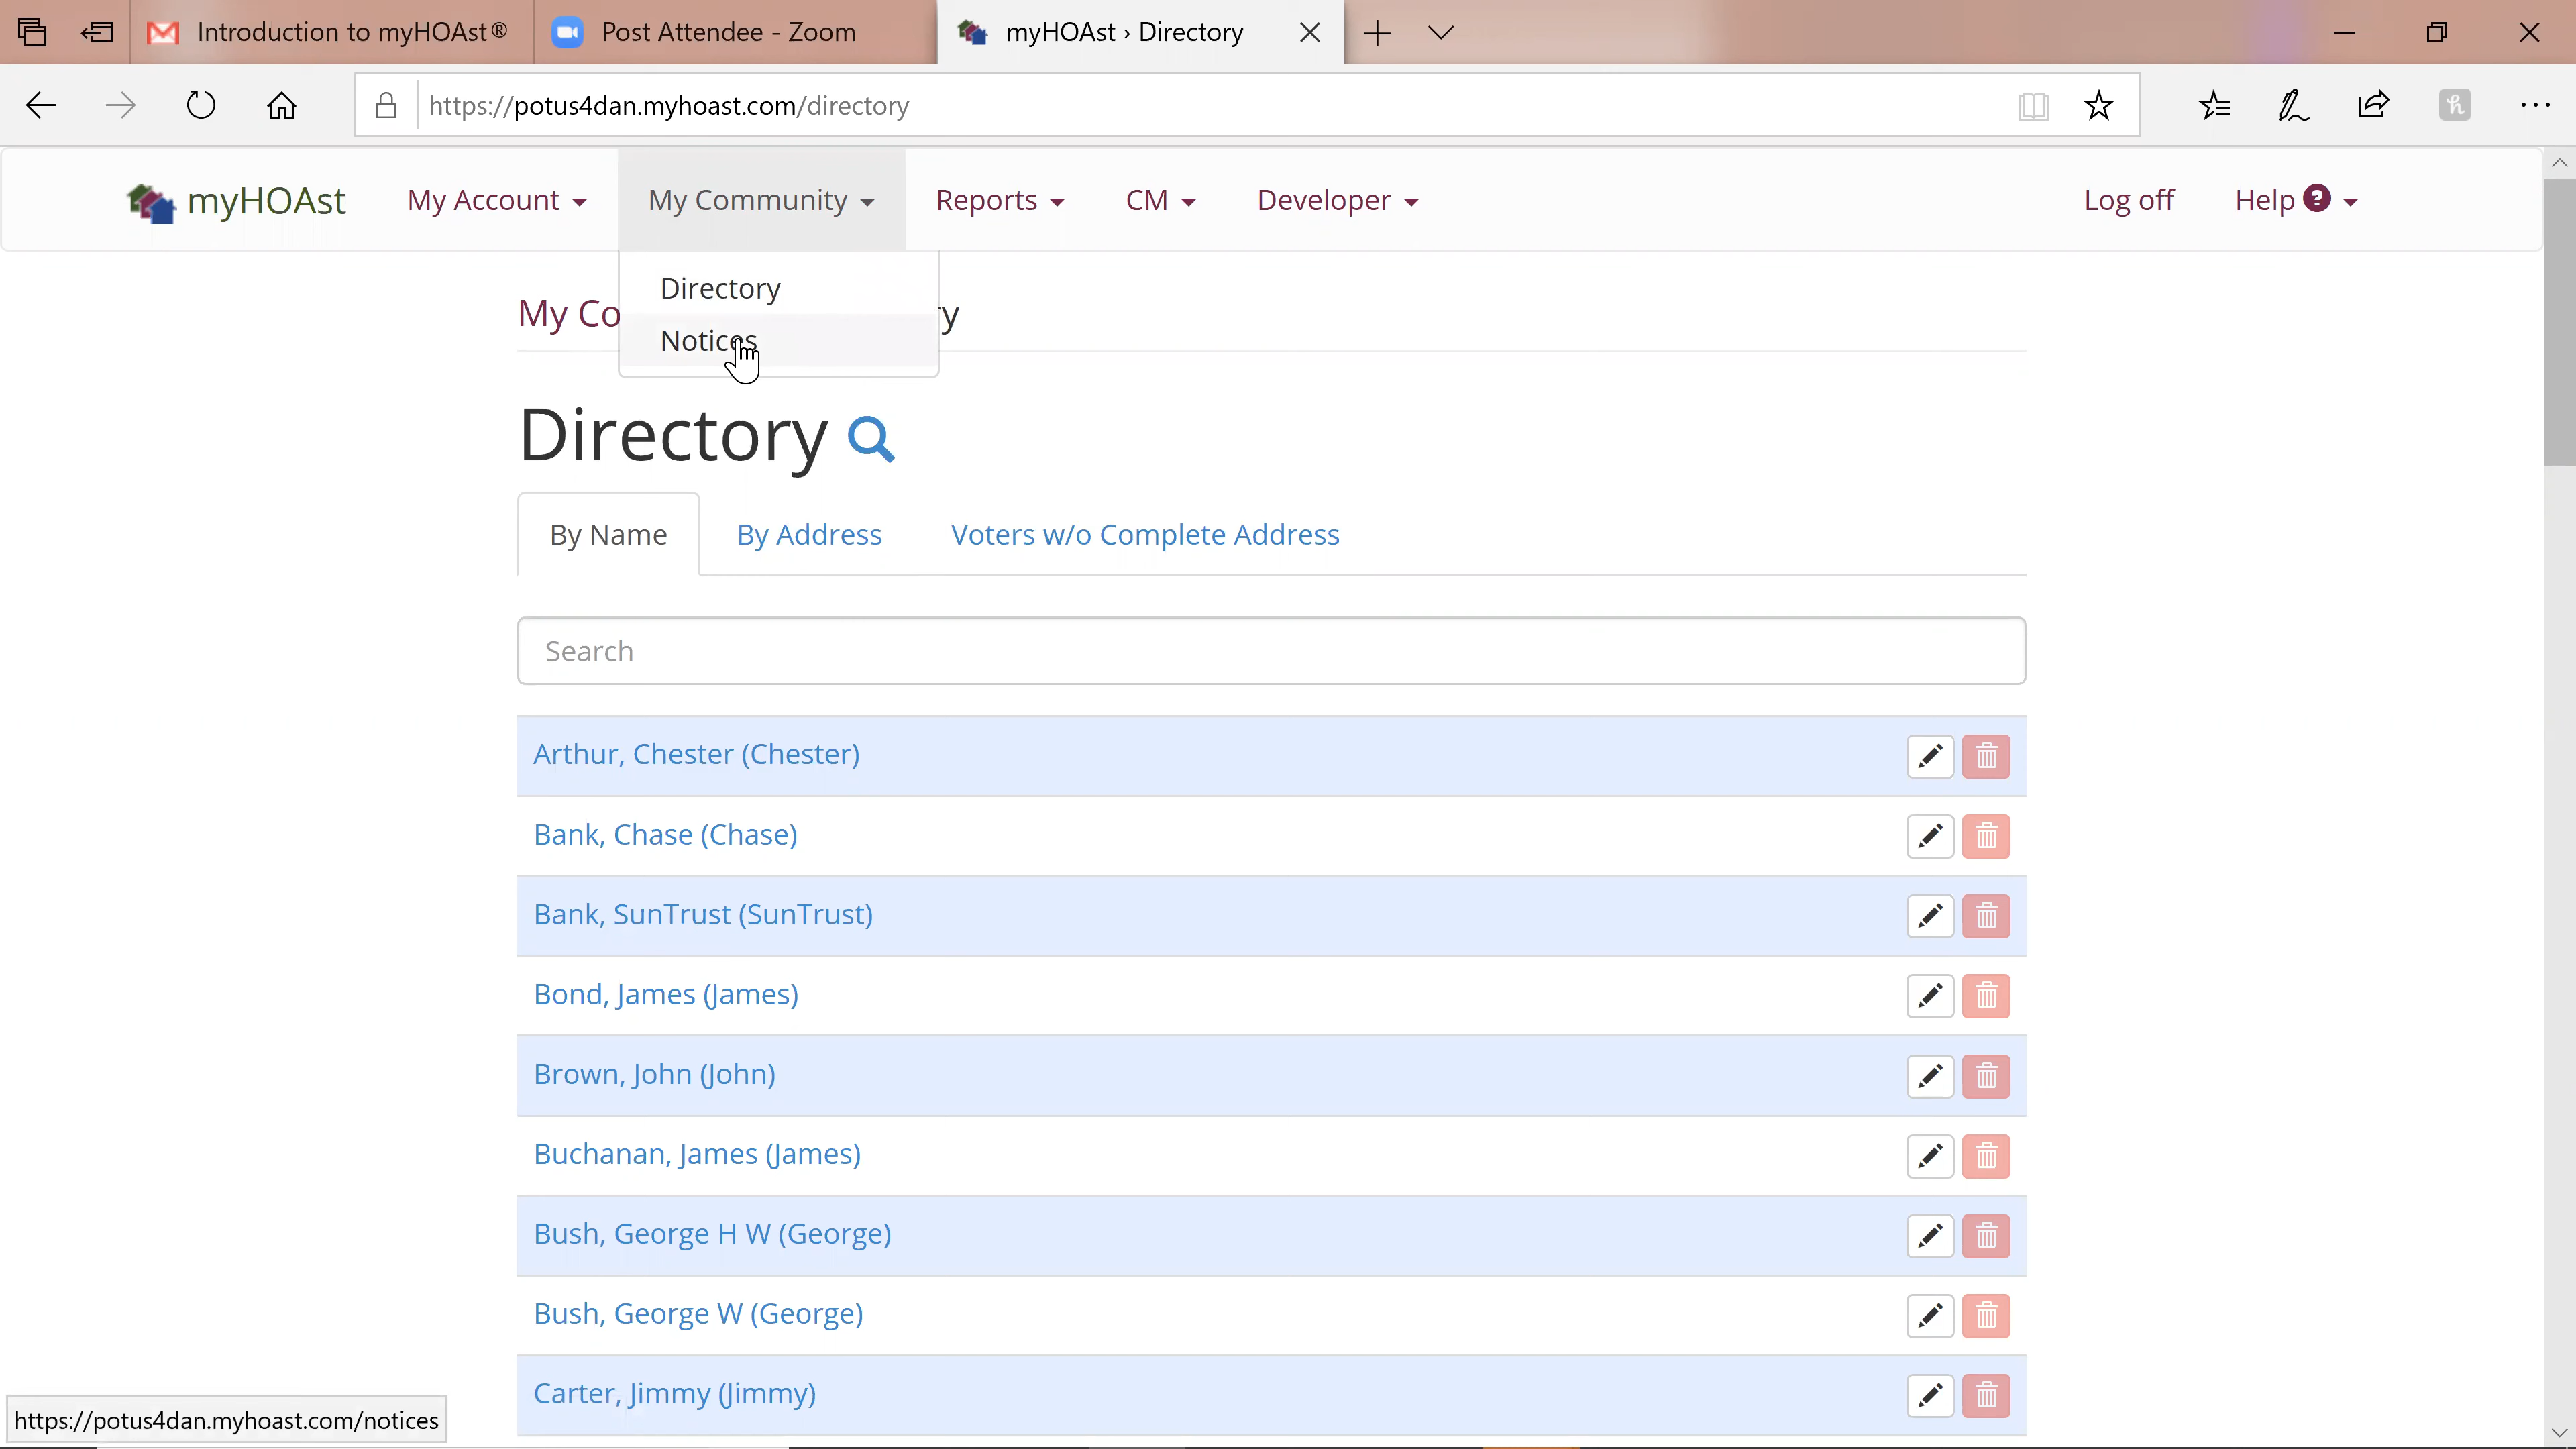 Introduction to myHOAst®
Post Attendee - Zoom
myHOAst › Directory
https://potus4dan.myhoast.com/directory
myHOAst
My Account
My Community
Reports
CM
Developer
Log off
Help ?
Directory
My Co
y
Notices
Directory
By Name
By Address
Voters w/o Complete Address
Search
Arthur, Chester (Chester)
Bank, Chase (Chase)
Bank, SunTrust (SunTrust)
Bond, James (James)
Brown, John (John)
Buchanan, James (James)
Bush, George H W (George)
Bush, George W (George)
Carter, Jimmy (Jimmy)
https://potus4dan.myhoast.com/notices